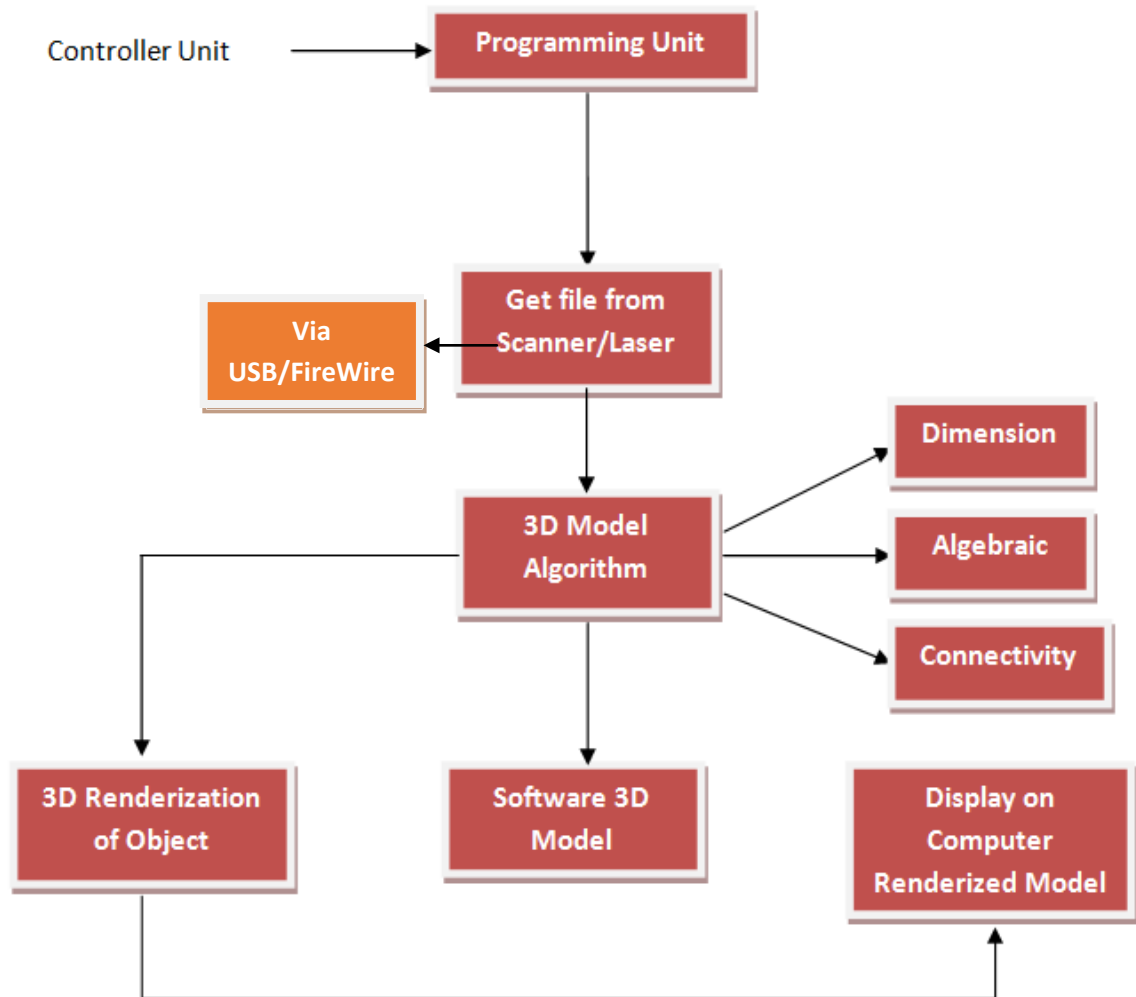 Controller Unit
Programming Unit
Get file from
Scanner/Laser
Via
USB/FireWire
Dimension
3D Model
Algorithm
Algebraic
Connectivity
3D Renderization
of Object
Software 3D
Model
Display on
Computer
Renderized Model